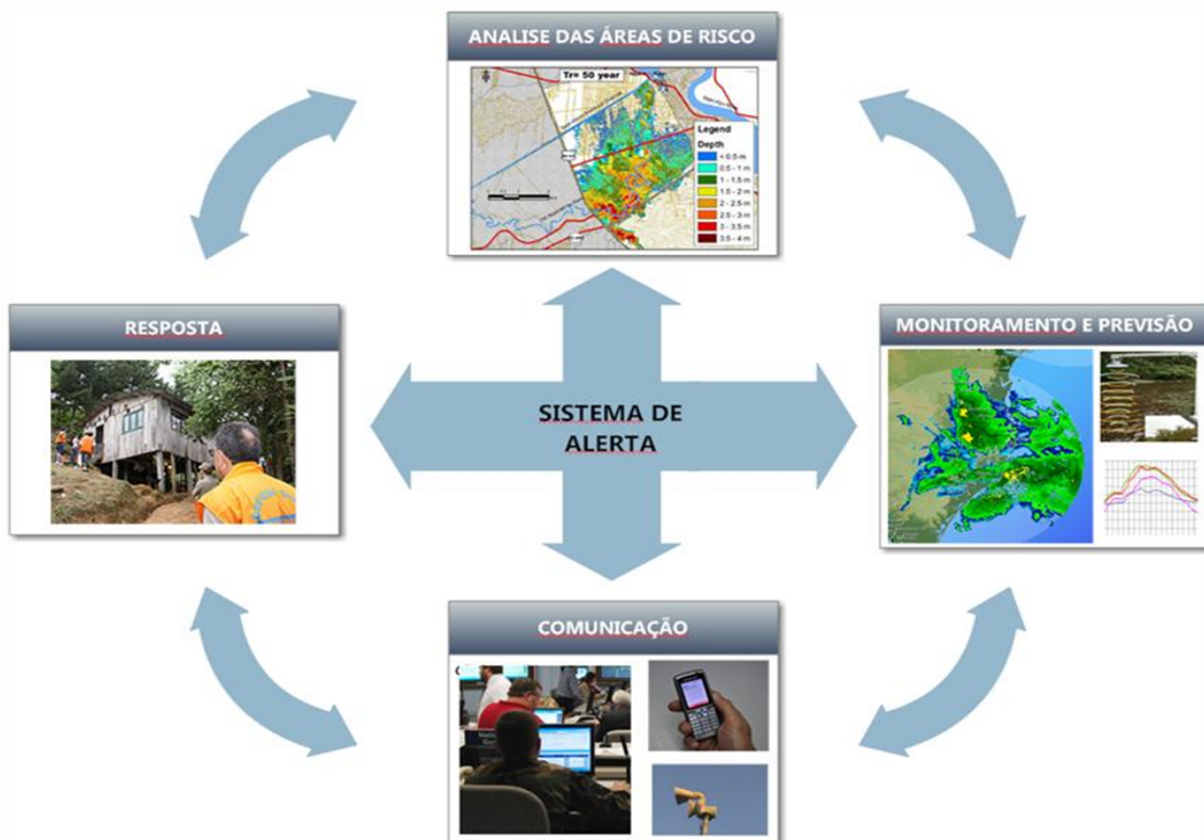 ANALISE DAS ÁREAS DE RISCO
Tr= 50 year
Legend
Depth
< 0.5 m
0.5 - 1 m
1 - 1.5 m
1.5 - 2 m
2 - 2.5 m
2.5 - 3 m
3 - 3.5 m
3.5 - 4 m
RESPOSTA
MONITORAMENTO E PREVISÃO
SISTEMA DE
ALERTA
COMUNICAÇÃO